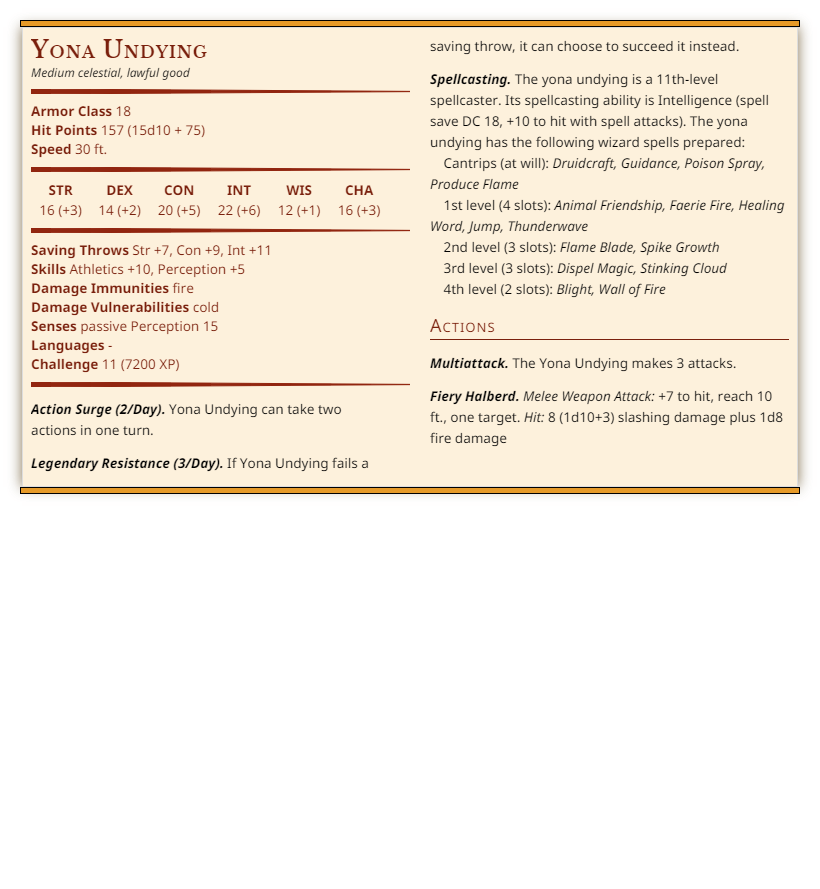 Yona Undying
Medium celestial, lawful good
Armor Class 18
Hit Points 157 (15d10 + 75)
Speed 30 ft.
STR DEX CON INT WIS CHA
16 (+3) 14 (+2) 20 (+5) 22 (+6) 12 (+1) 16 (+3)
Saving Throws Str +7, Con +9, Int +11
Skills Athletics +10, Perception +5
Damage Immunities fire
Damage Vulnerabilities cold
Senses passive Perception 15
Languages -
Challenge 11 (7200 XP)
Action Surge (2/Day). Yona Undying can take two
actions in one turn.
Legendary Resistance (3/Day). If Yona Undying fails a
saving throw, it can choose to succeed it instead.
Spellcasting. The yona undying is a 11th-level
spellcaster. Its spellcasting ability is Intelligence (spell
save DC 18, +10 to hit with spell attacks). The yona
undying has the following wizard spells prepared:
Cantrips (at will): Druidcraft, Guidance, Poison Spray,
Produce Flame
1st level (4 slots): Animal Friendship, Faerie Fire, Healing
Word, Jump, Thunderwave
2nd level (3 slots): Flame Blade, Spike Growth
3rd level (3 slots): Dispel Magic, Stinking Cloud
4th level (2 slots): Blight, Wall of Fire
Actions
Multiattack. The Yona Undying makes 3 attacks.
Fiery Halberd. Melee Weapon Attack: +7 to hit, reach 10
ft., one target. Hit: 8 (1d10+3) slashing damage plus 1d8
fire damage